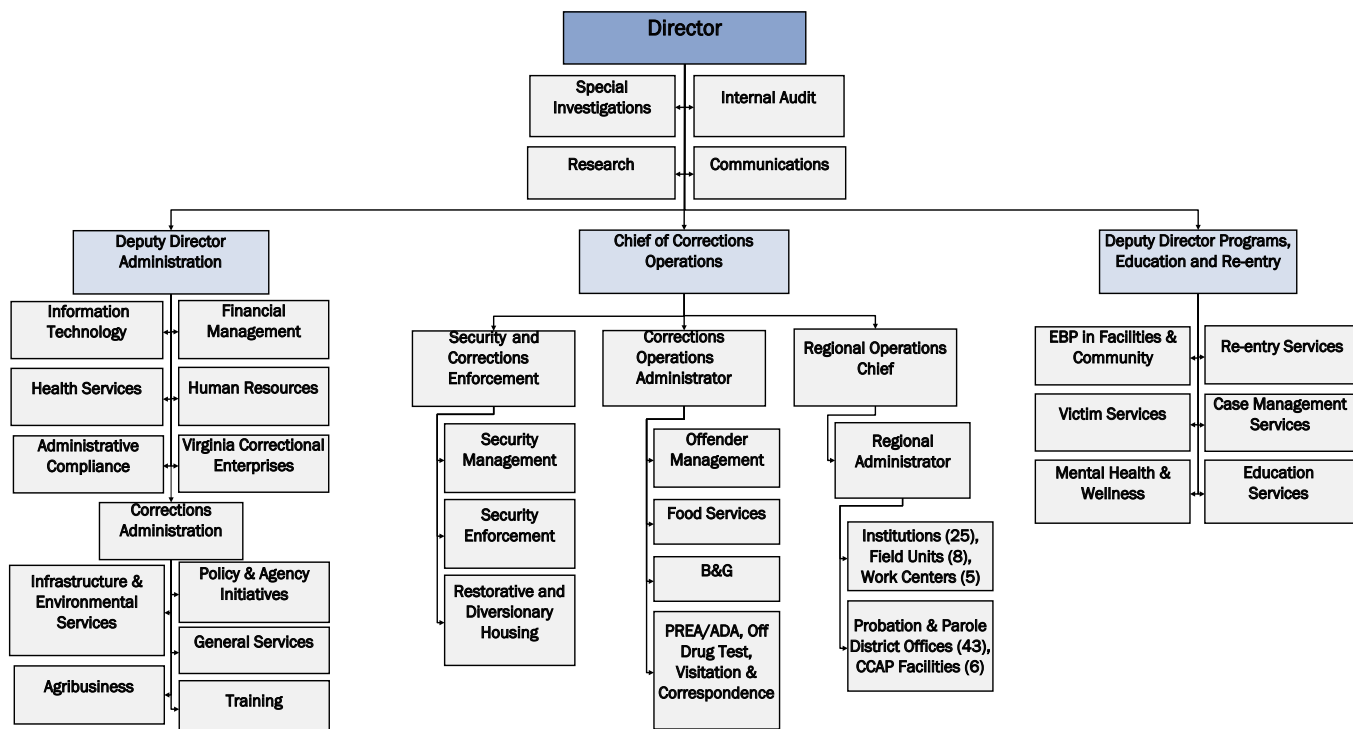 Director
Special
Investigations
Internal Audit
Research
Communications
Deputy Director
Administration
Chief of Corrections
Operations
Deputy Director Programs,
Education and Re-entry
Information
Technology
Financial
Management
Health Services
Human Resources
Administrative
Compliance
Virginia Correctional
Enterprises
Corrections
Administration
Infrastructure &
Environmental
Services
Policy & Agency
Initiatives
General Services
Agribusiness
Training
Security and
Corrections
Enforcement
Security
Management
Security
Enforcement
Restorative and
Diversionary
Housing
Corrections
Operations
Administrator
Offender
Management
Food Services
B&G
PREA/ADA, Off
Drug Test,
Visitation &
Correspondence
Regional Operations
Chief
Regional
Administrator
Institutions (25),
Field Units (8),
Work Centers (5)
Probation & Parole
District Offices (43),
CCAP Facilities (6)
EBP in Facilities &
Community
Re-entry Services
Victim Services
Case Management
Services
Mental Health &
Wellness
Education
Services